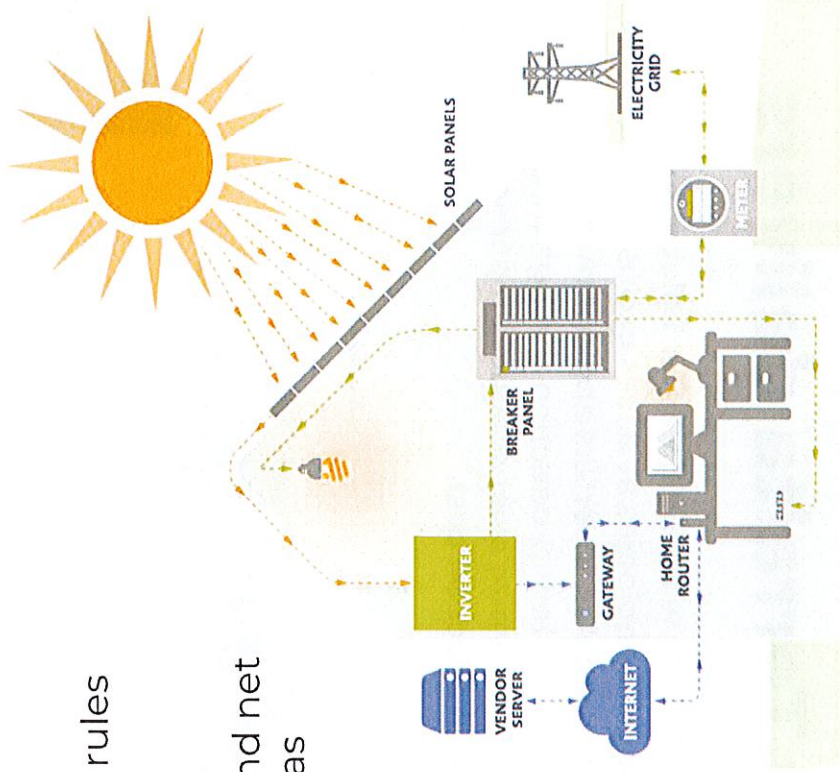 rules
nd net
as
SOLAR PANELS
ELECTRICITY
GRID
METER
BREAKER
PANEL
INVERTER
GATEWAY
HOME
ROUTER
VENDOR
SERVER
INTERNET